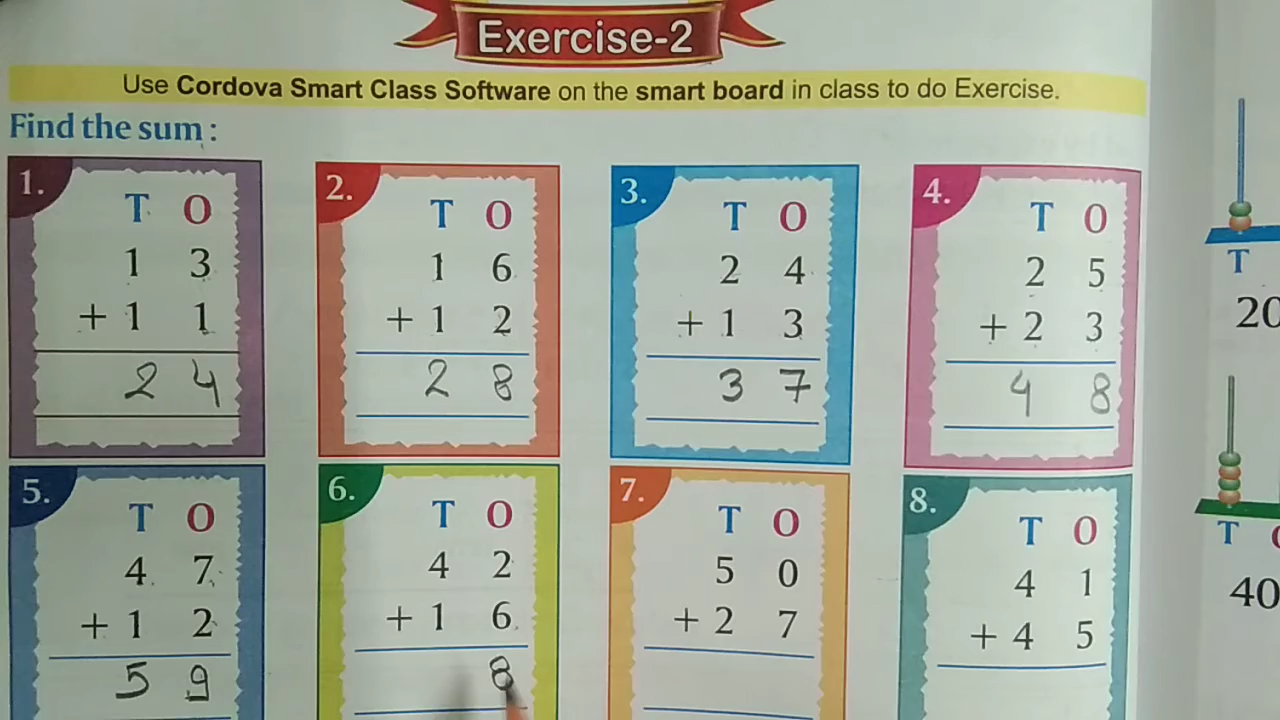 Exercise-2
Use Cordova Smart Class Software on the smart board in class to do Exercise.
Find the sum :
1.
T O
1 3
+ 1 1
2 4
2.
T O
1 6
+ 1 2
2 8
3.
T O
2 4
+ 1 3
3 7
4.
T O
2 5
+ 2 3
4 8
5.
T O
4 7
+ 1 2
5 9
6.
T O
4 2
+ 1 6
8
7.
T O
5 0
+ 2 7
8.
T O
4 1
+ 4 5
T
20
T
40